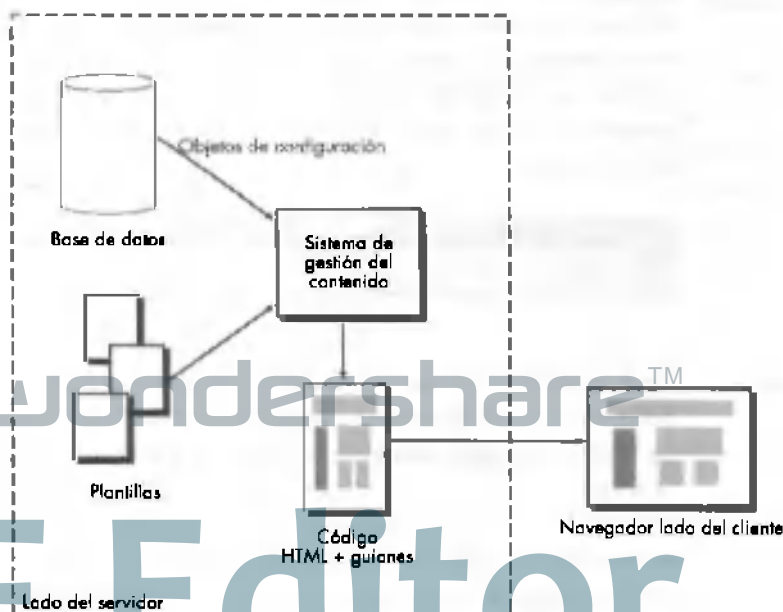 Objetos de configuración
Base de datos
Sistema de
gestión del
contenido
wondershare™
Plantillas
Código
HTML + guiones
Navegador lado del cliente
Editor
Lado del servidor